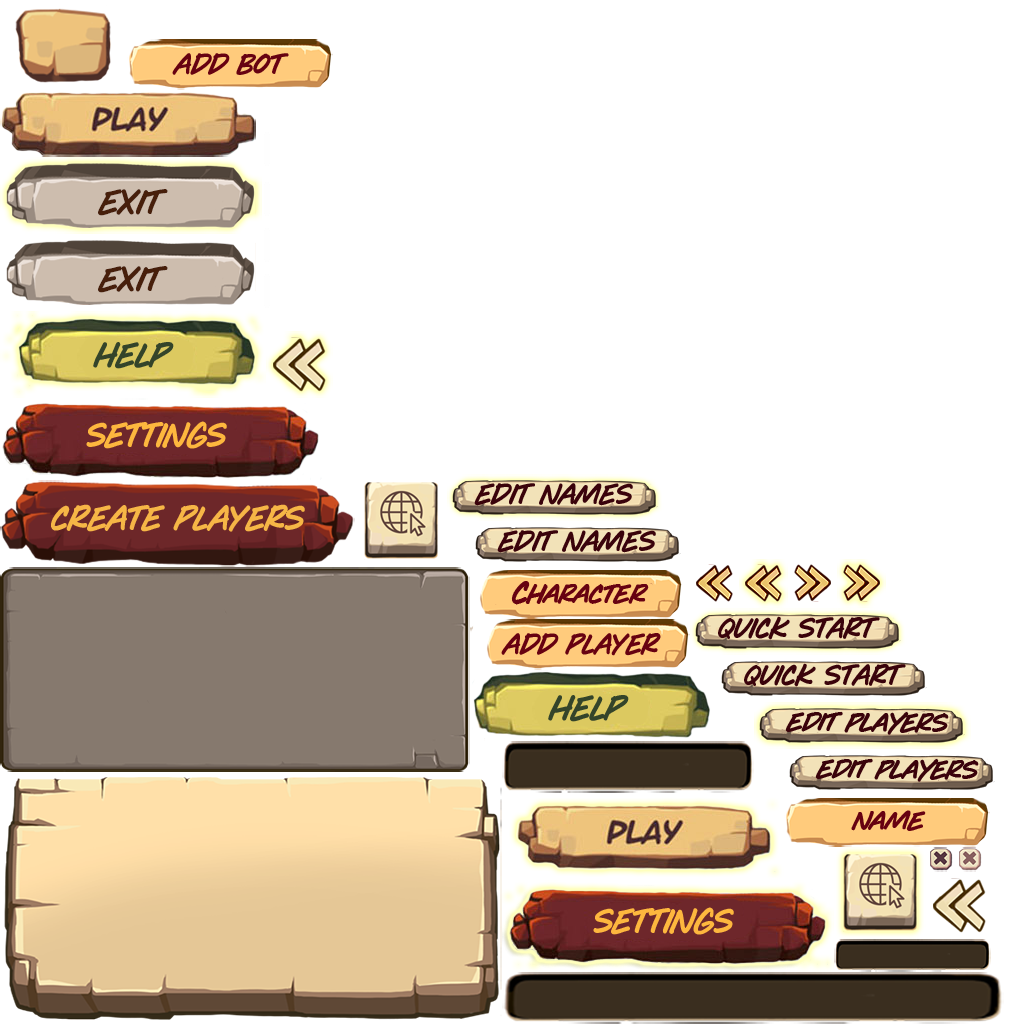 ADD BOT
PLAY
EXIT
EXIT
HELP
SETTINGS
CREATE PLAYERS
EDIT NAMES
EDIT NAMES
CHARACTER
QUICK START
ADD PLAYER
QUICK START
HELP
EDIT PLAYERS
EDIT PLAYERS
NAME
PLAY
SETTINGS